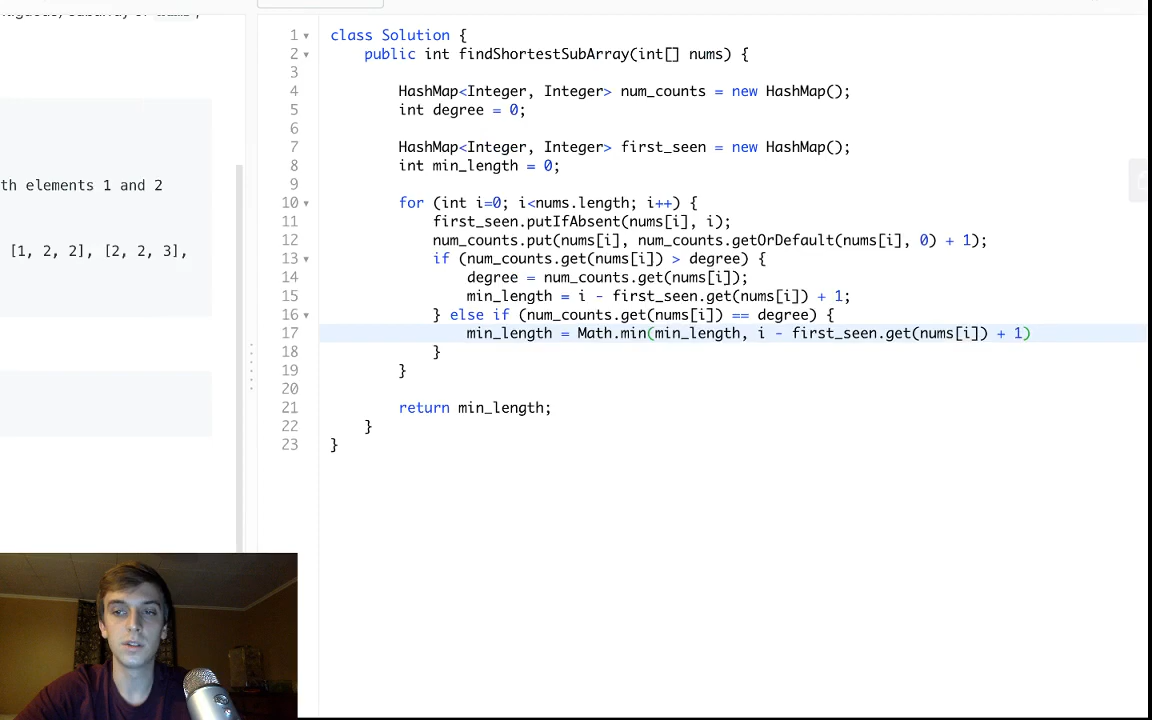 th elements 1 and 2
[1, 2, 2], [2, 2, 3],
1 class Solution {
2 public int findShortestSubArray(int[] nums) {
3
4 HashMap<Integer, Integer> num_counts = new HashMap();
5 int degree = 0;
6
7 HashMap<Integer, Integer> first_seen = new HashMap();
8 int min_length = 0;
9
10 for (int i=0; i<nums.length; i++) {
11 first_seen.putIfAbsent(nums[i], i);
12 num_counts.put(nums[i], num_counts.getOrDefault(nums[i], 0) + 1);
13 if (num_counts.get(nums[i]) > degree) {
14 degree = num_counts.get(nums[i]);
15 min_length = i - first_seen.get(nums[i]) + 1;
16 } else if (num_counts.get(nums[i]) == degree) {
17 min_length = Math.min(min_length, i - first_seen.get(nums[i]) + 1)
18 }
19 }
20
21 return min_length;
22 }
23 }